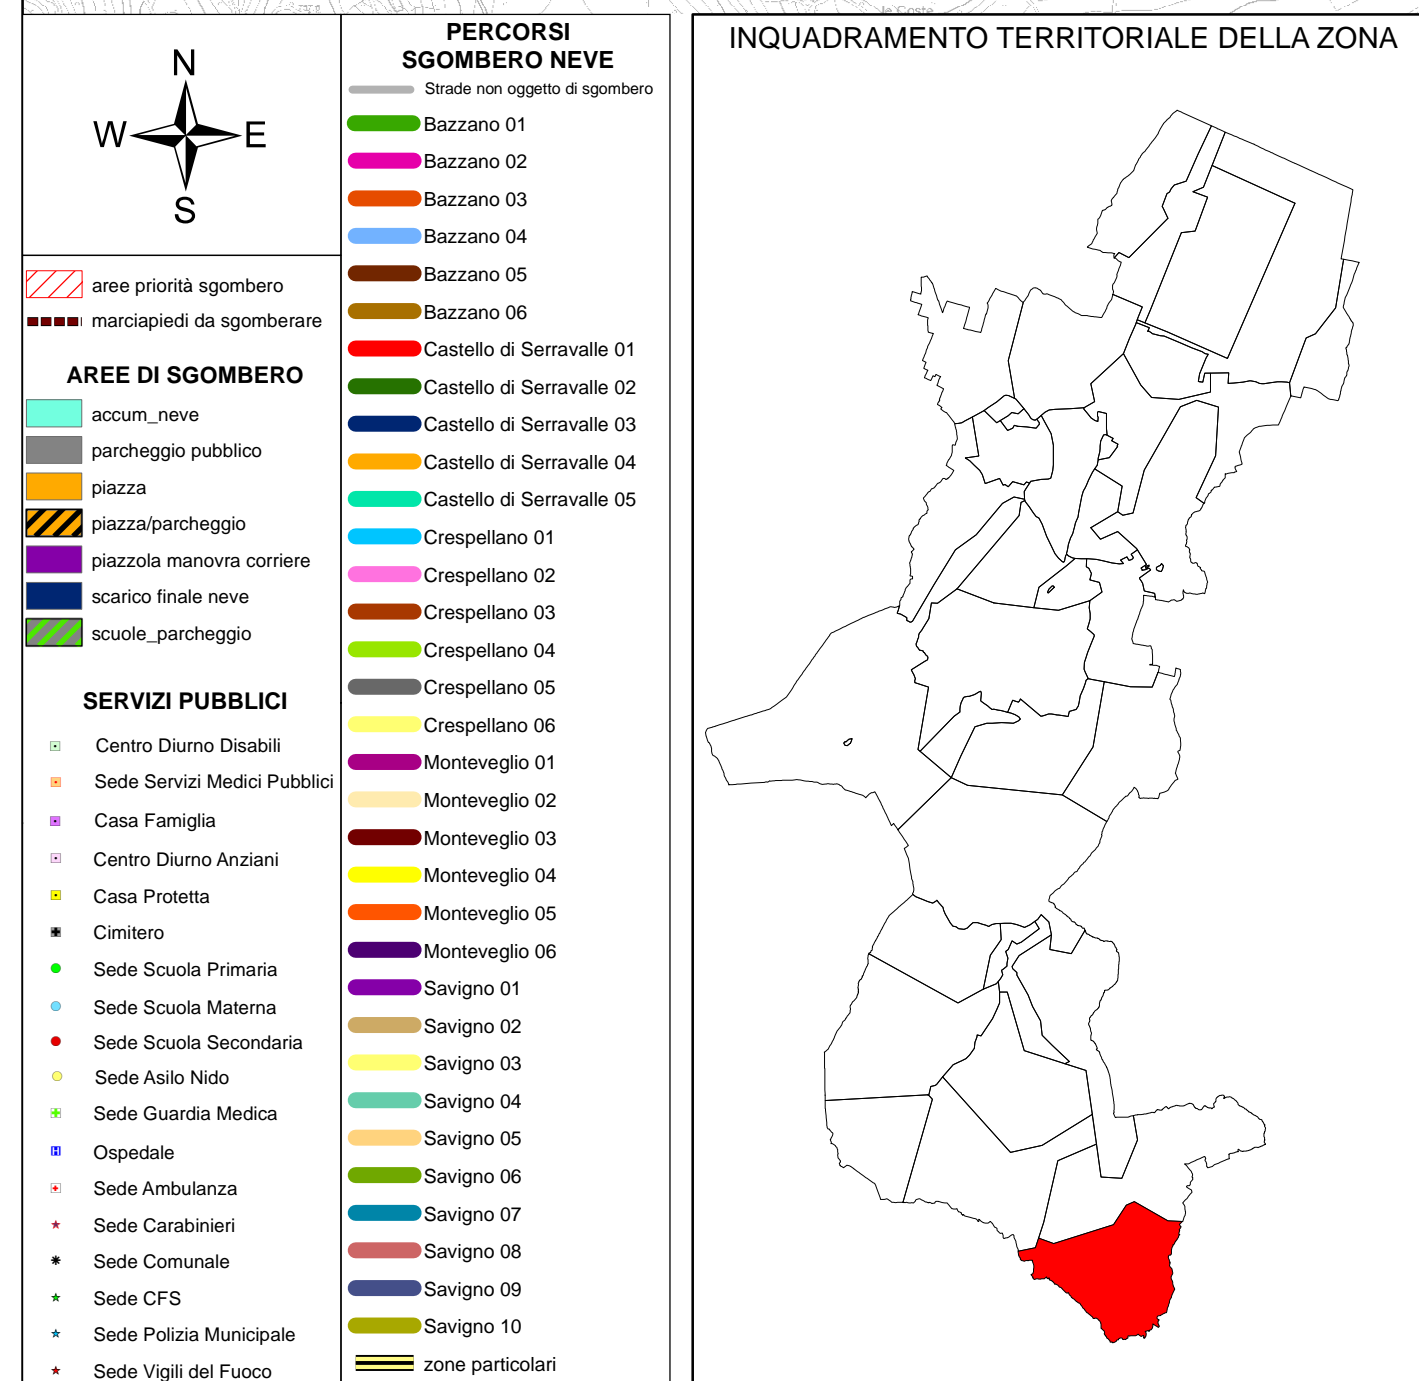 le Coste
N
W
E
S
aree priorità sgombero
marciapiedi da sgomberare
AREE DI SGOMBERO
accum_neve
parcheggio pubblico
piazza
piazza/parcheggio
piazzola manovra corriere
scarico finale neve
scuole_parcheggio
SERVIZI PUBBLICI
Centro Diurno Disabili
Sede Servizi Medici Pubblici
Casa Famiglia
Centro Diurno Anziani
Casa Protetta
Cimitero
Sede Scuola Primaria
Sede Scuola Materna
Sede Scuola Secondaria
Sede Asilo Nido
Sede Guardia Medica
H Ospedale
Sede Ambulanza
Sede Carabinieri
Sede Comunale
Sede CFS
Sede Polizia Municipale
Sede Vigili del Fuoco
PERCORSI
SGOMBERO NEVE
Strade non oggetto di sgombero
Bazzano 01
Bazzano 02
Bazzano 03
Bazzano 04
Bazzano 05
Bazzano 06
Castello di Serravalle 01
Castello di Serravalle 02
Castello di Serravalle 03
Castello di Serravalle 04
Castello di Serravalle 05
Crespellano 01
Crespellano 02
Crespellano 03
Crespellano 04
Crespellano 05
Crespellano 06
Monteveglio 01
Monteveglio 02
Monteveglio 03
Monteveglio 04
Monteveglio 05
Monteveglio 06
Savigno 01
Savigno 02
Savigno 03
Savigno 04
Savigno 05
Savigno 06
Savigno 07
Savigno 08
Savigno 09
Savigno 10
zone particolari
INQUADRAMENTO TERRITORIALE DELLA ZONA